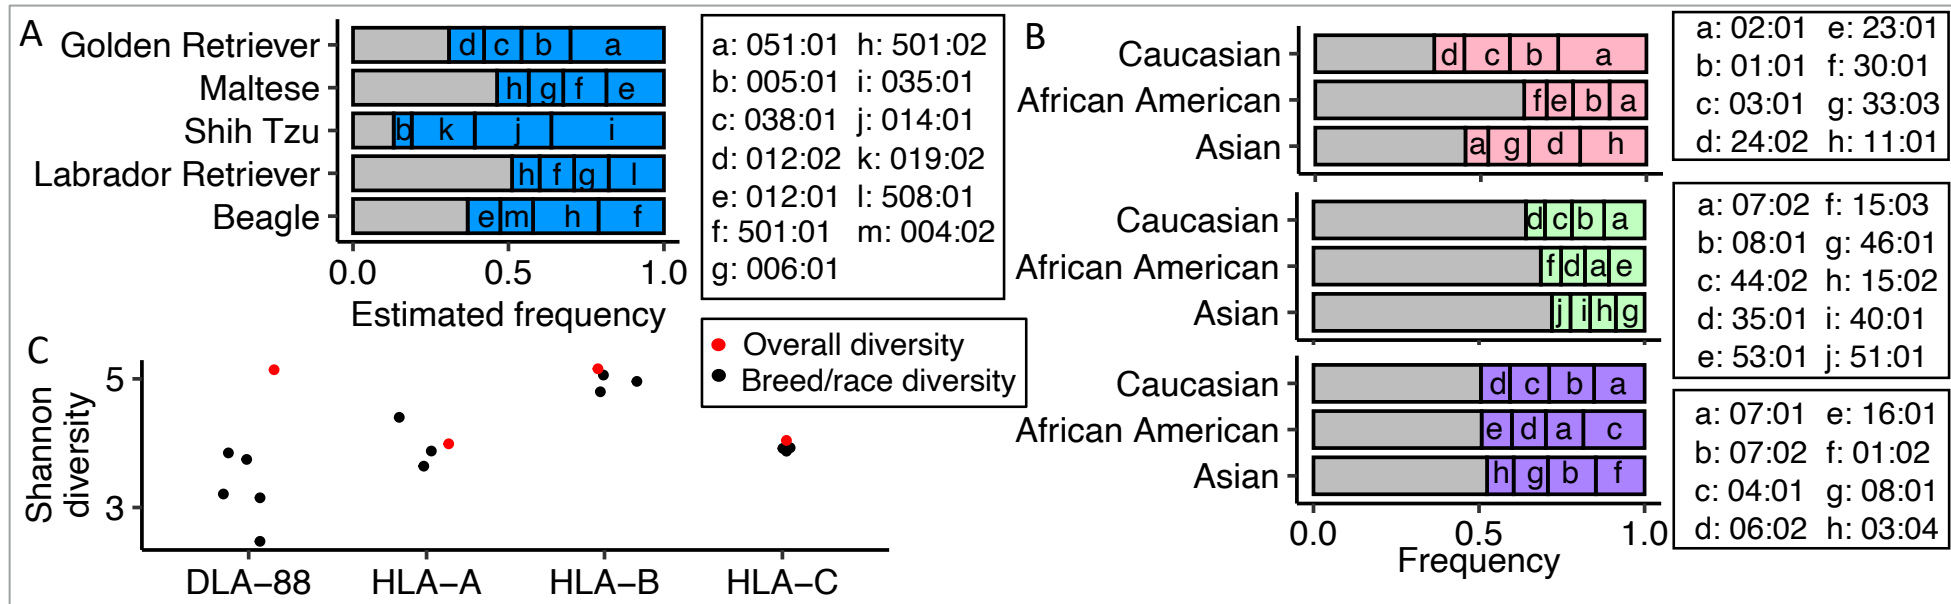 A
Golden Retriever d c b a
Maltese h g f e
Shih Tzu b k j i
Labrador Retriever h f g l
Beagle e m h f
0.0 0.5 1.0
Estimated frequency
a: 051:01 h: 501:02
b: 005:01 i: 035:01
c: 038:01 j: 014:01
d: 012:02 k: 019:02
e: 012:01 l: 508:01
f: 501:01 m: 004:02
g: 006:01
B
Caucasian d c b a
African American f e b a
Asian a g d h
a: 02:01 e: 23:01
b: 01:01 f: 30:01
c: 03:01 g: 33:03
d: 24:02 h: 11:01
Caucasian d c b a
African American f d a e
Asian j i h g
a: 07:02 f: 15:03
b: 08:01 g: 46:01
c: 44:02 h: 15:02
d: 35:01 i: 40:01
e: 53:01 j: 51:01
Caucasian d c b a
African American e d a c
Asian h g b f
0.0 0.5 1.0
Frequency
a: 07:01 e: 16:01
b: 07:02 f: 01:02
c: 04:01 g: 08:01
d: 06:02 h: 03:04
C
Shannon
diversity
5
3
DLA-88 HLA-A HLA-B HLA-C
Overall diversity
Breed/race diversity